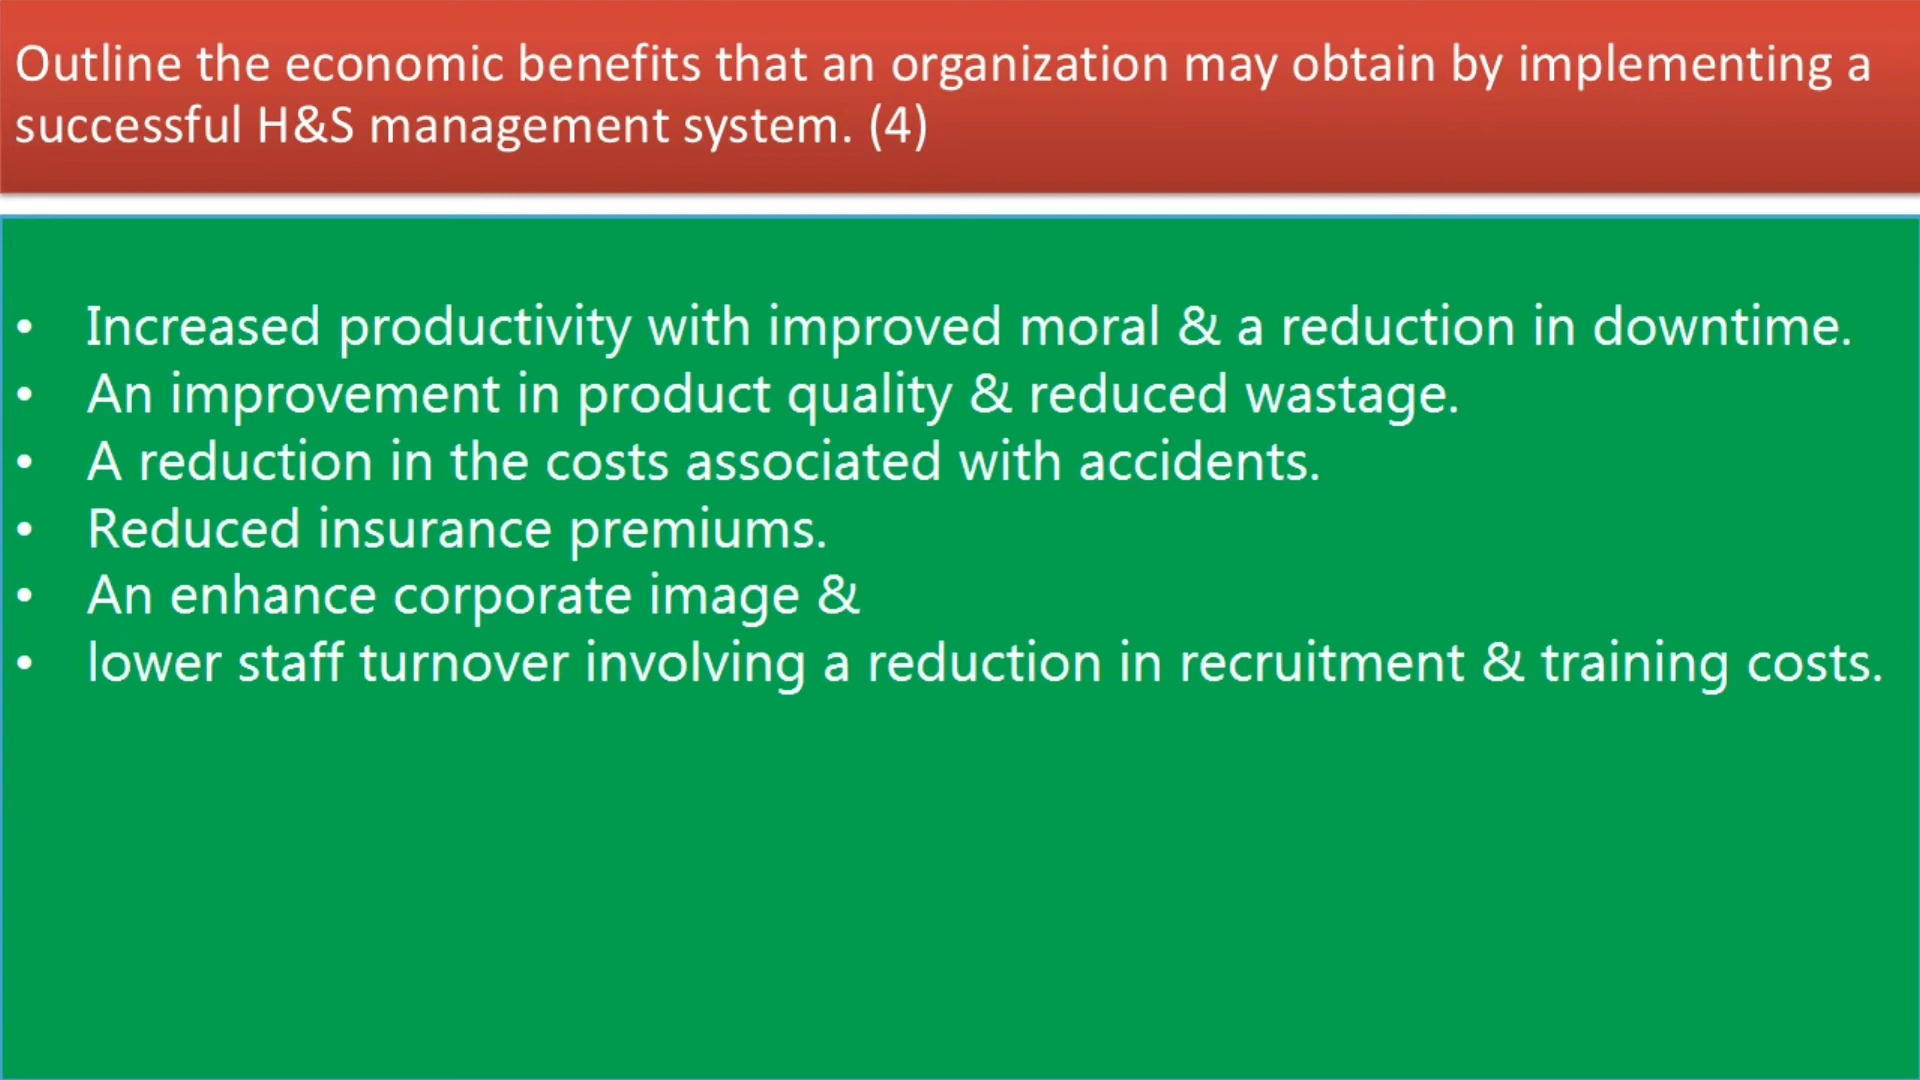 Outline the economic benefits that an organization may obtain by implementing a
successful H&S management system. (4)
• Increased productivity with improved moral & a reduction in downtime.
• An improvement in product quality & reduced wastage.
• A reduction in the costs associated with accidents.
• Reduced insurance premiums.
• An enhance corporate image &
• lower staff turnover involving a reduction in recruitment & training costs.